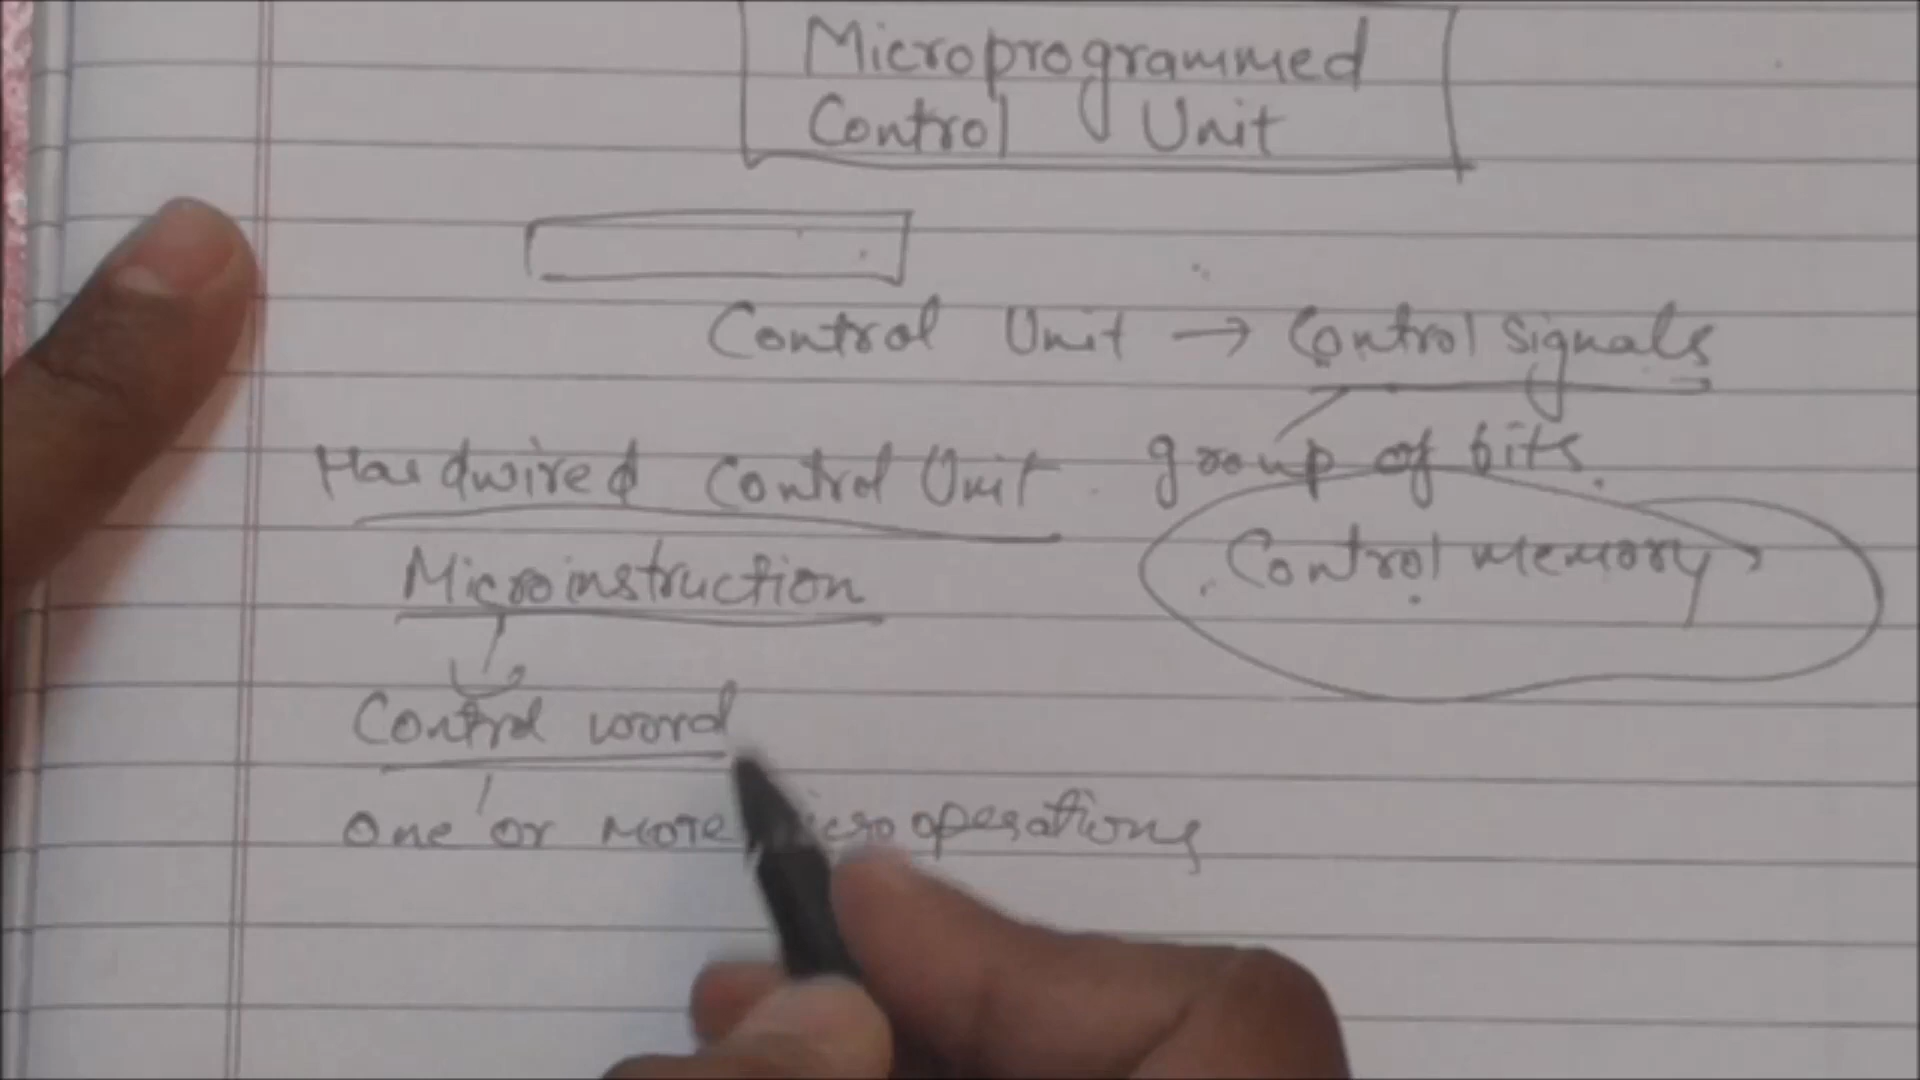 Microprogrammed
Control Unit
Control Unit → Control signals
Hardwired Control Unit group of bits.
Microinstruction
Control memory
Control word
One or more microoperations